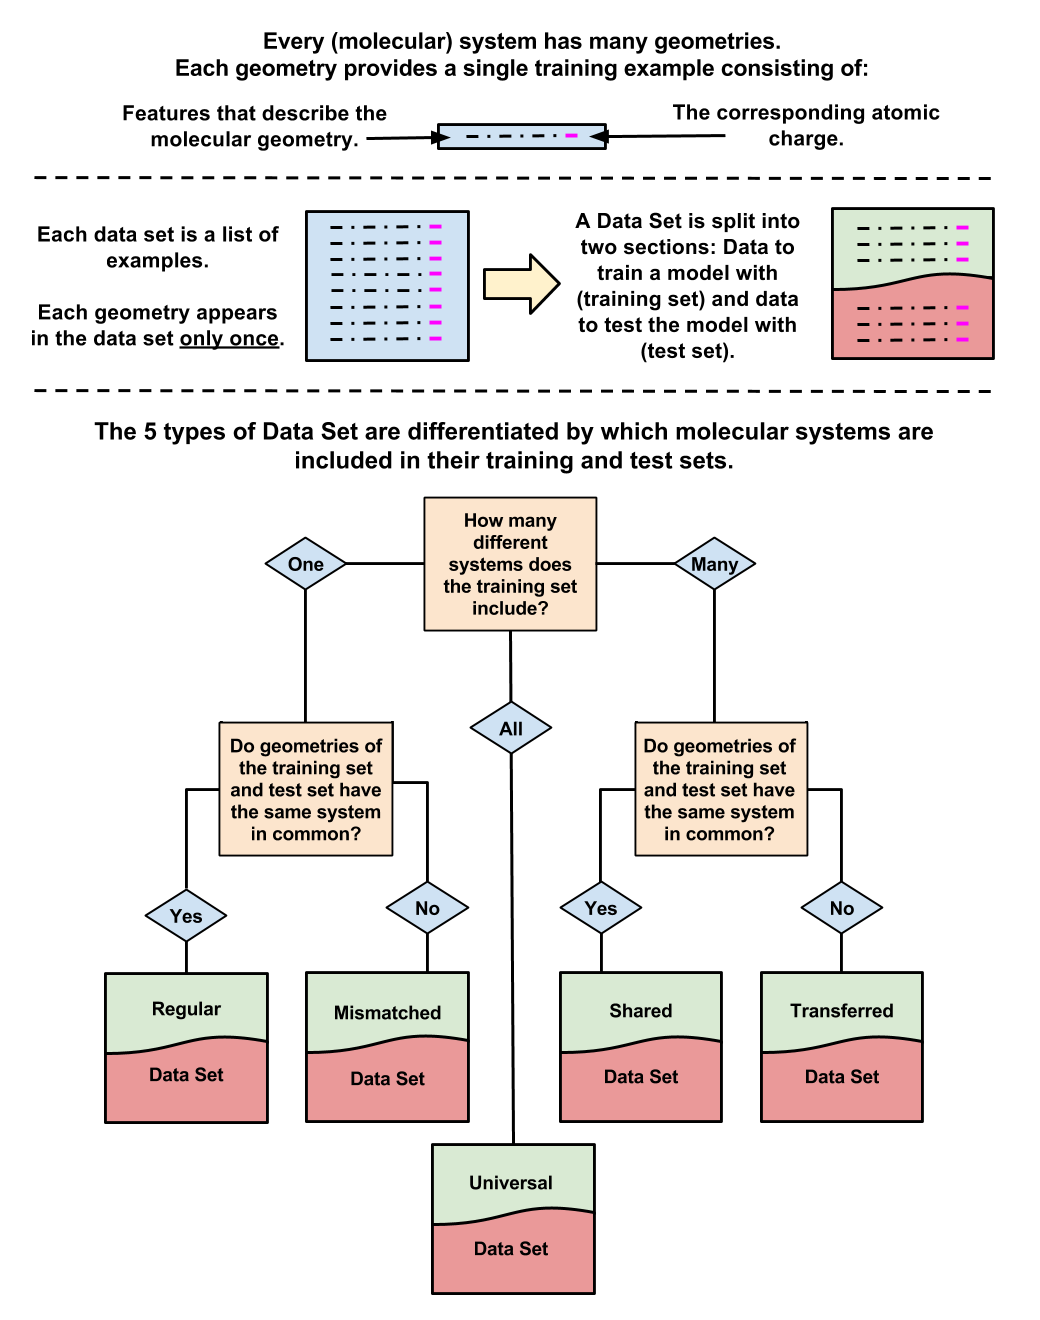 Every (molecular) system has many geometries.
Each geometry provides a single training example consisting of:
Features that describe the
molecular geometry.
The corresponding atomic
charge.
Each data set is a list of
examples.
Each geometry appears
in the data set only once.
A Data Set is split into
two sections: Data to
train a model with
(training set) and data
to test the model with
(test set).
The 5 types of Data Set are differentiated by which molecular systems are
included in their training and test sets.
How many
different
systems does
the training set
include?
One
Many
All
Do geometries of
the training set
and test set have
the same system
in common?
Do geometries of
the training set
and test set have
the same system
in common?
Yes
No
Yes
No
Regular
Data Set
Mismatched
Data Set
Shared
Data Set
Transferred
Data Set
Universal
Data Set